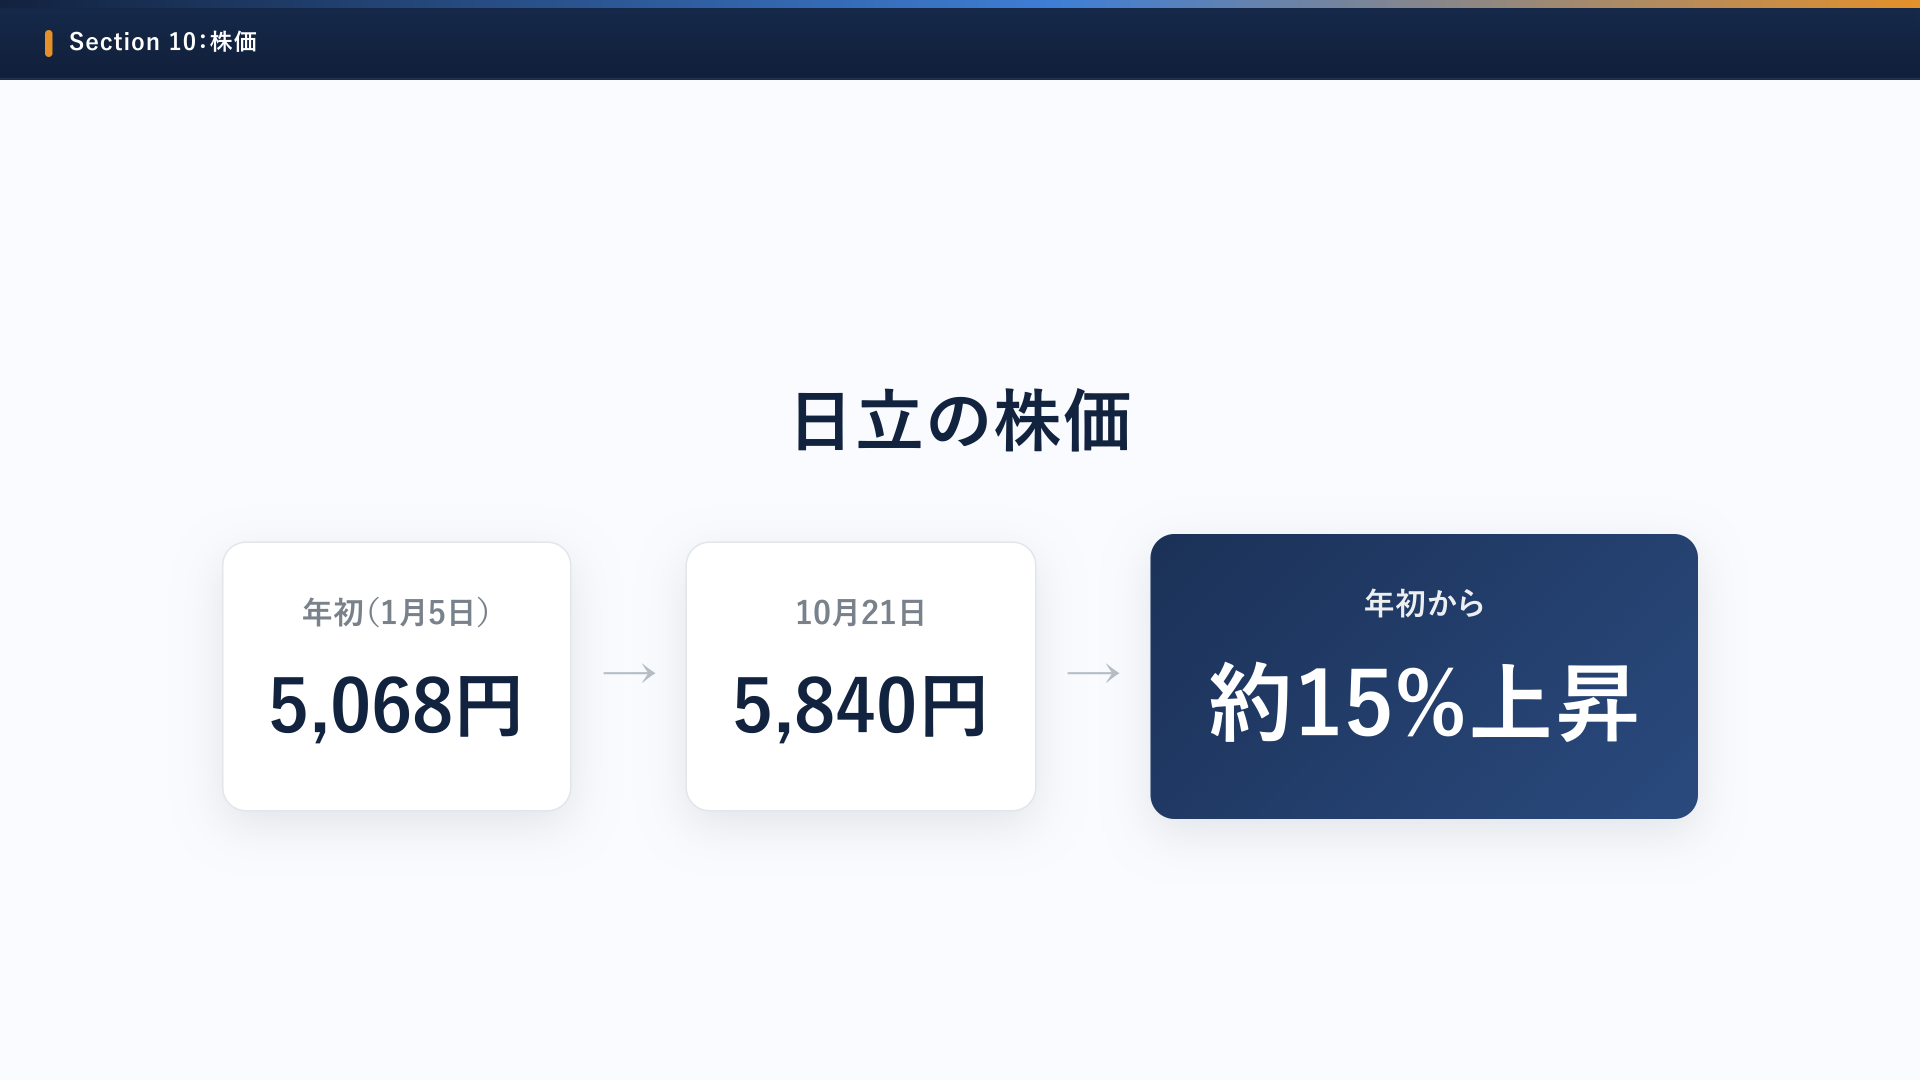 Section 10：株価
日立の株価
年初（1月5日）
5,068円
→
10月21日
5,840円
→
年初から
約15%上昇